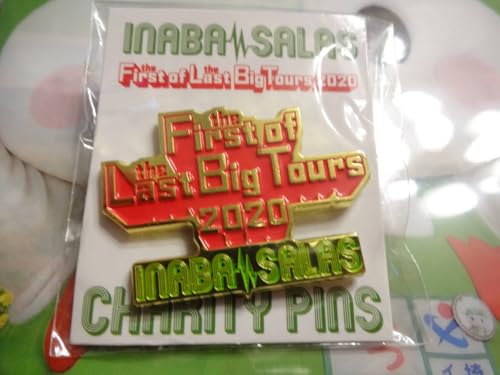 INABA SALAS
the First of the Last Big Tours 2020
the
First of
the
Last Big Tours
2020
INABA SALAS
CHARITY PINS